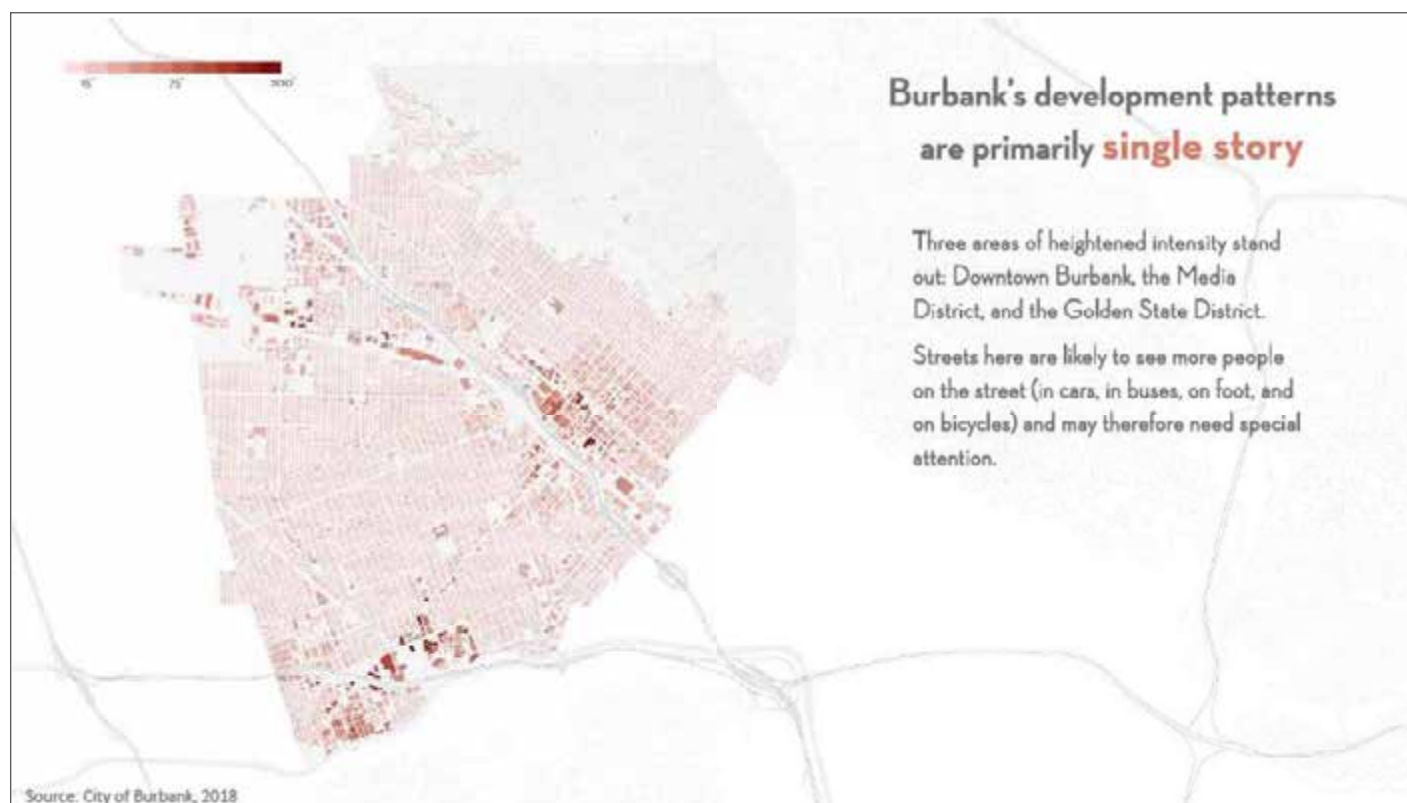 15'
75'
Burbank's development patterns
are primarily single story
Three areas of heightened intensity stand
out: Downtown Burbank, the Media
District, and the Golden State District.
Streets here are likely to see more people
on the street (in cars, in buses, on foot, and
on bicycles) and may therefore need special
attention.
Source: City of Burbank, 2018